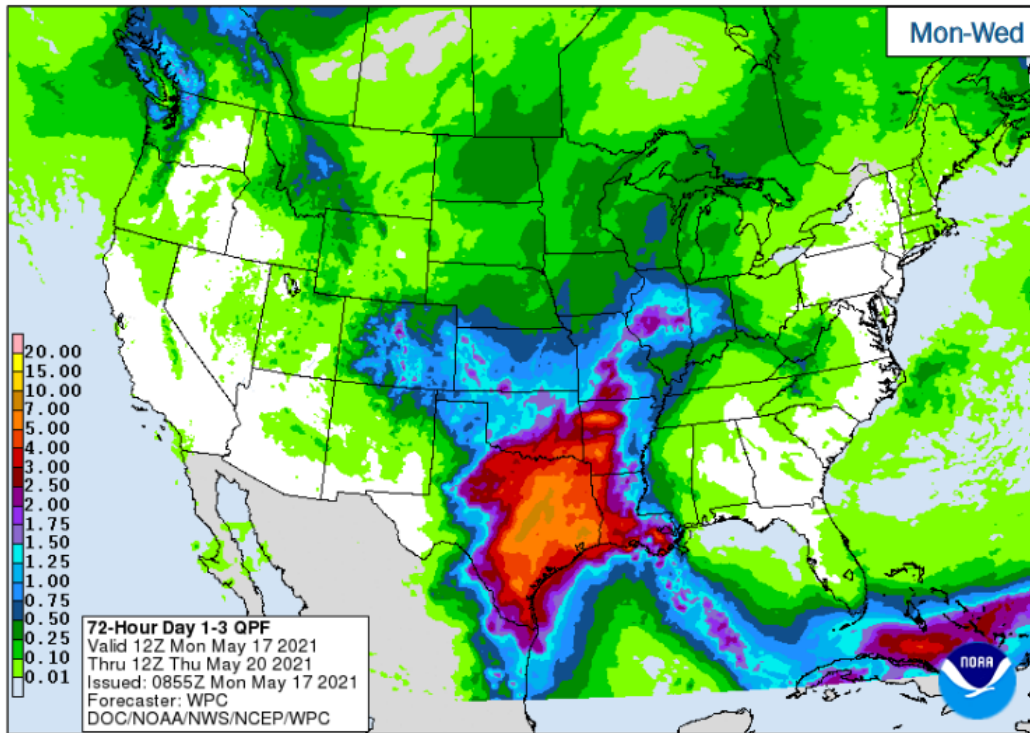 Mon-Wed
20.00
15.00
10.00
7.00
5.00
4.00
3.00
2.50
2.00
1.75
1.50
1.25
1.00
0.75
0.50
0.25
0.10
0.01
72-Hour Day 1-3 QPF
Valid 12Z Mon May 17 2021
Thru 12Z Thu May 20 2021
Issued: 0855Z Mon May 17 2021
Forecaster: WPC
DOC/NOAA/NWS/NCEP/WPC
NOAA